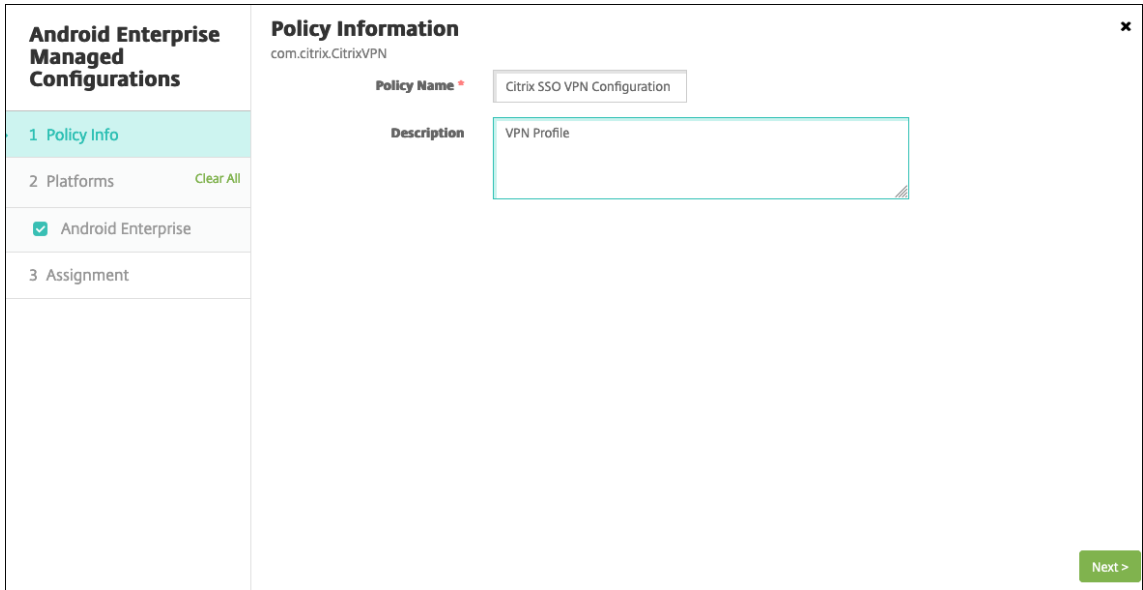 Android Enterprise
Managed
Configurations
1 Policy Info
2 Platforms
Clear All
Android Enterprise
3 Assignment
Policy Information
com.citrix.CitrixVPN
Policy Name *
Citrix SSO VPN Configuration
Description
VPN Profile
Next >